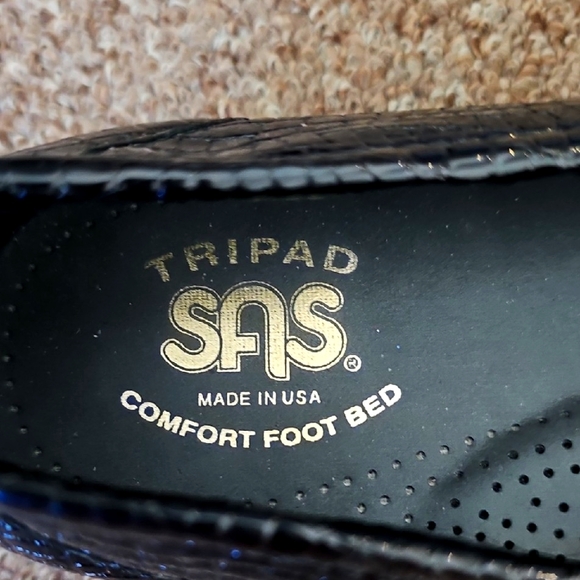 TRIPAD
SAS®
MADE IN USA
COMFORT FOOT BED